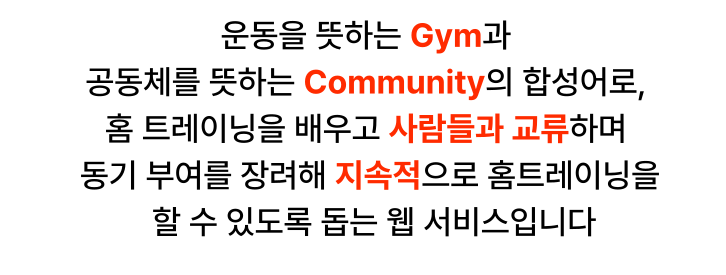 운동을 뜻하는 Gym과
공동체를 뜻하는 Community의 합성어로,
홈 트레이닝을 배우고 사람들과 교류하며
동기 부여를 장려해 지속적으로 홈트레이닝을
할 수 있도록 돕는 웹 서비스입니다